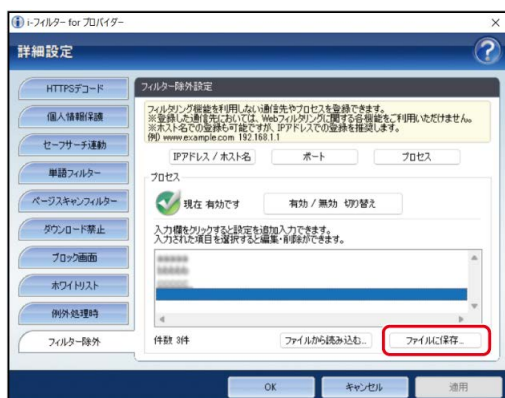 i-フィルター for プロバイダー
詳細設定
HTTPSデコード
個人情報保護
セーフサーチ連動
単語フィルター
ページスキャンフィルター
ダウンロード禁止
ブロック画面
ホワイトリスト
例外処理時
フィルター除外
フィルター除外設定
フィルタリング機能を利用しない通信先やプロセスを登録できます。
※登録した通信先においては、Webフィルタリングに関する各機能をご利用いただけません。
※ホスト名での登録も可能ですが、IPアドレスでの登録を推奨します。
例) www.example.com 192.168.1.1
IPアドレス / ホスト名
ポート
プロセス
プロセス
現在 有効です
有効 / 無効 切り替え
入力欄をクリックすると設定を追加入力できます。
入力された項目を選択すると編集・削除ができます。
件数 3件
ファイルから読み込む...
ファイルに保存...
OK
キャンセル
適用